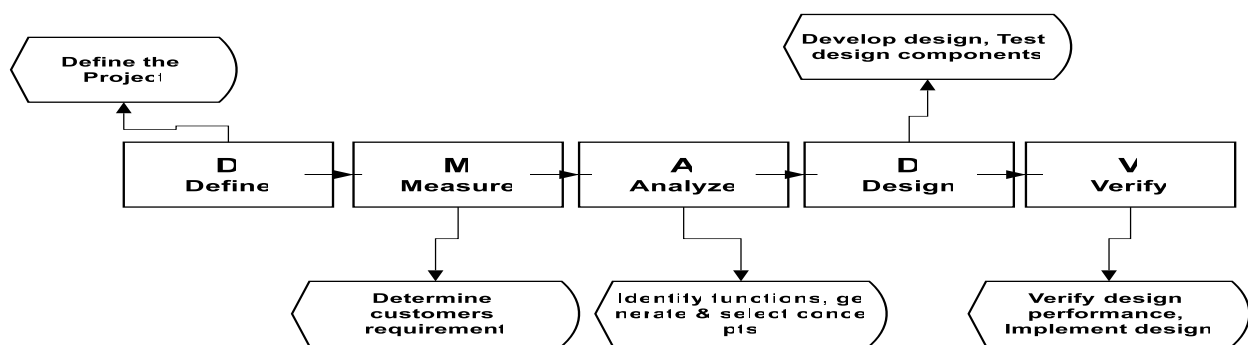 Define the
Project
Develop design, Test
design components
D
Define
M
Measure
A
Analyze
D
Design
V
Verify
Determine
customers
requirement
Identify functions, ge
nerate & select conce
pts
Verify design
performance,
Implement design